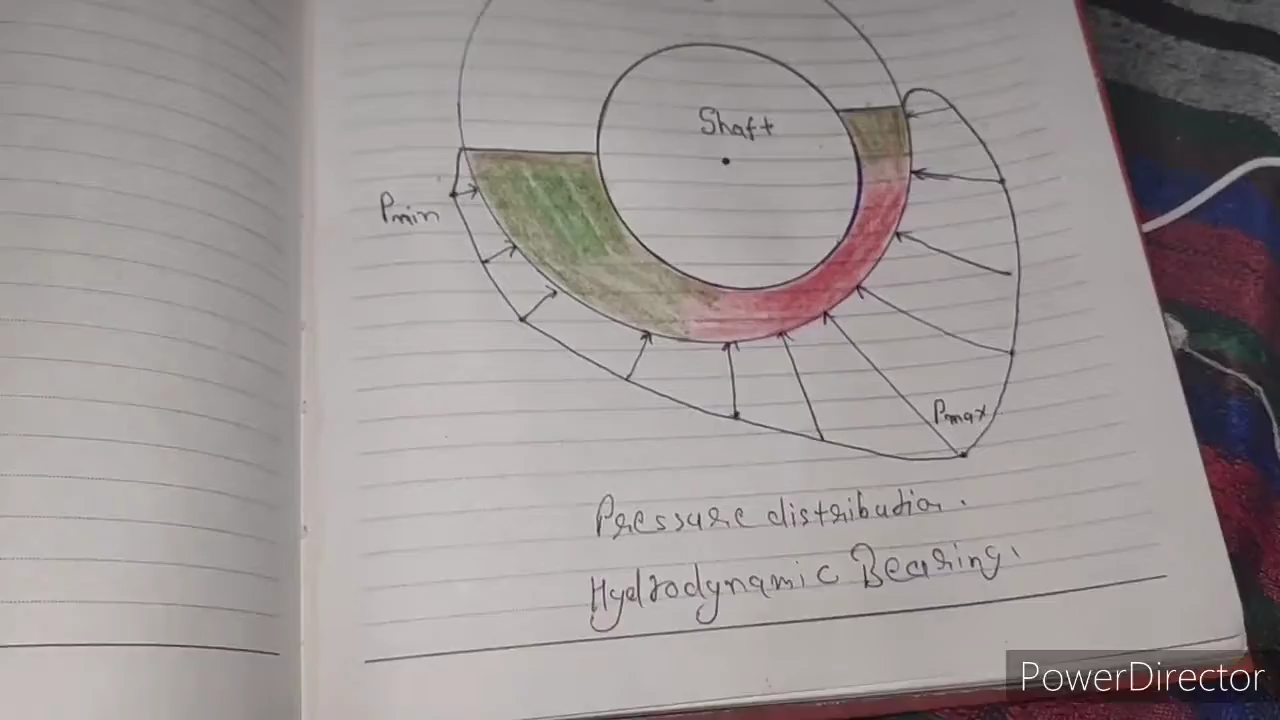 Shaft
Pmin
Pmax
Pressure distribution.
Hydrodynamic Bearing.
PowerDirector